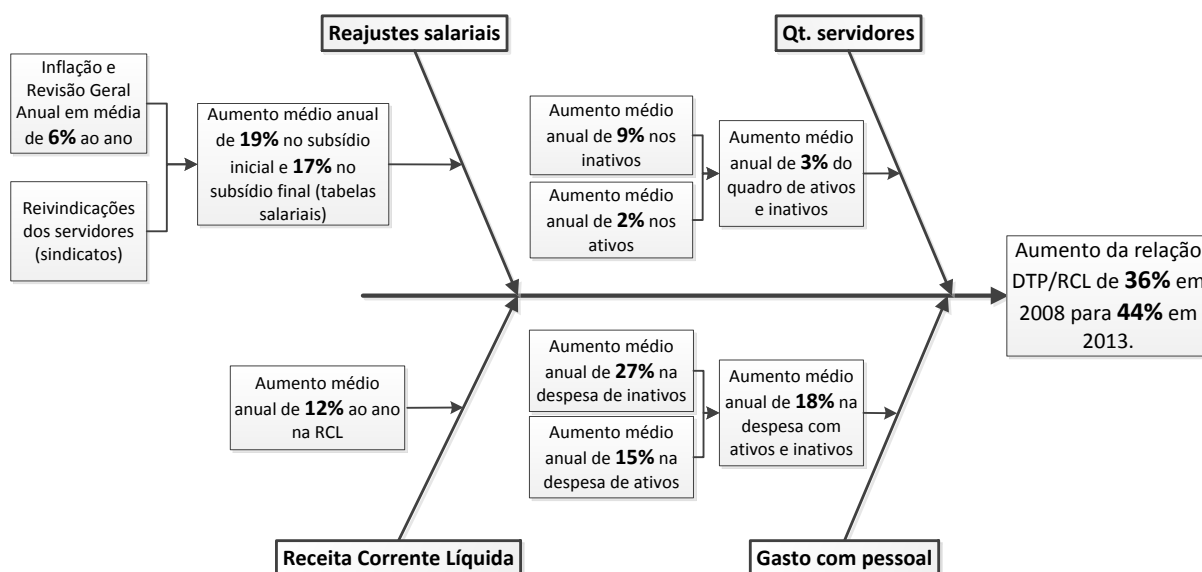 Reajustes salariais
Qt. servidores
Inflação e
Revisão Geral
Anual em média
de 6% ao ano
Reivindicações
dos servidores
(sindicatos)
Aumento médio anual
de 19% no subsídio
inicial e 17% no
subsídio final (tabelas
salariais)
Aumento médio
anual de 9% nos
inativos
Aumento médio
anual de 2% nos
ativos
Aumento médio
anual de 3% do
quadro de ativos
e inativos
Aumento da relação
DTP/RCL de 36% em
2008 para 44% em
2013.
Aumento médio
anual de 12% ao ano
na RCL
Aumento médio
anual de 27% na
despesa de inativos
Aumento médio
anual de 15% na
despesa de ativos
Aumento médio
anual de 18% na
despesa com
ativos e inativos
Receita Corrente Líquida
Gasto com pessoal